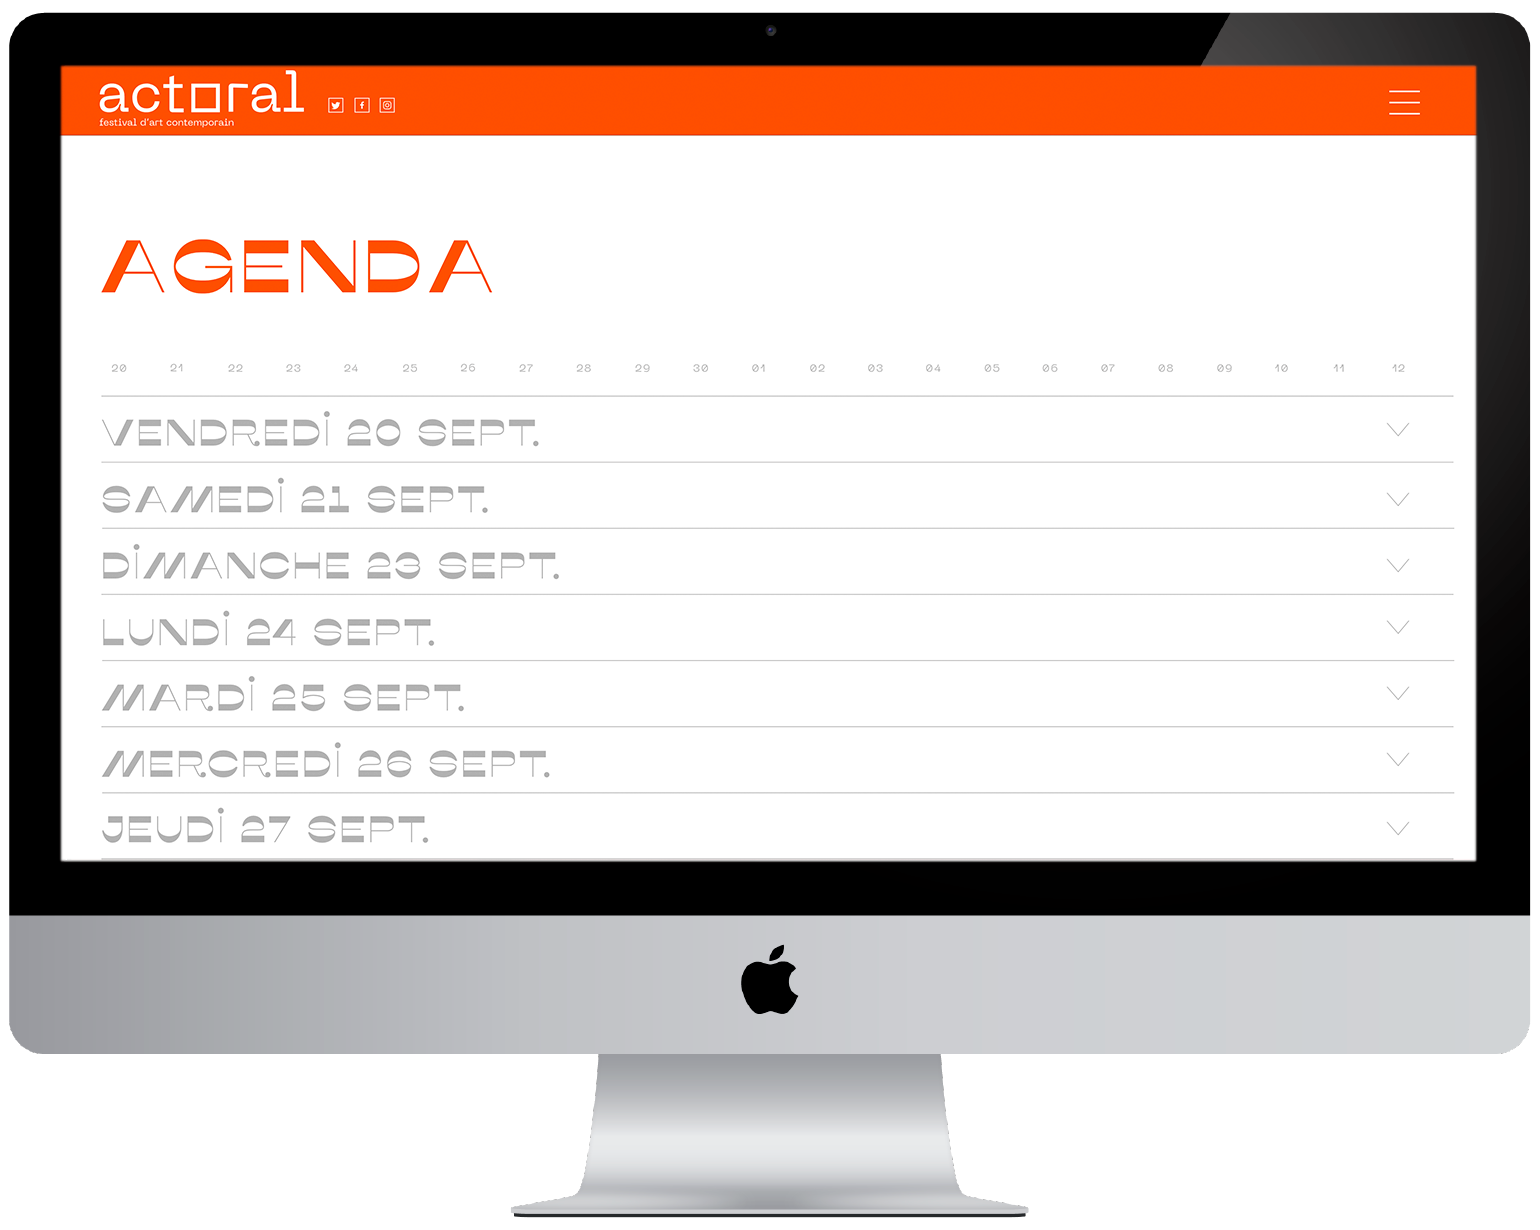 actoral
festival d'art contemporain
AGENDA
20 21 22 23 24 25 26 27 28 29 30 01 02 03 04 05 06 07 08 09 10 11 12
VENDREDi 20 SEPT.
SAMEDi 21 SEPT.
DiMANCHE 23 SEPT.
LUNDi 24 SEPT.
MARDi 25 SEPT.
MERCREDi 26 SEPT.
JEUDi 27 SEPT.